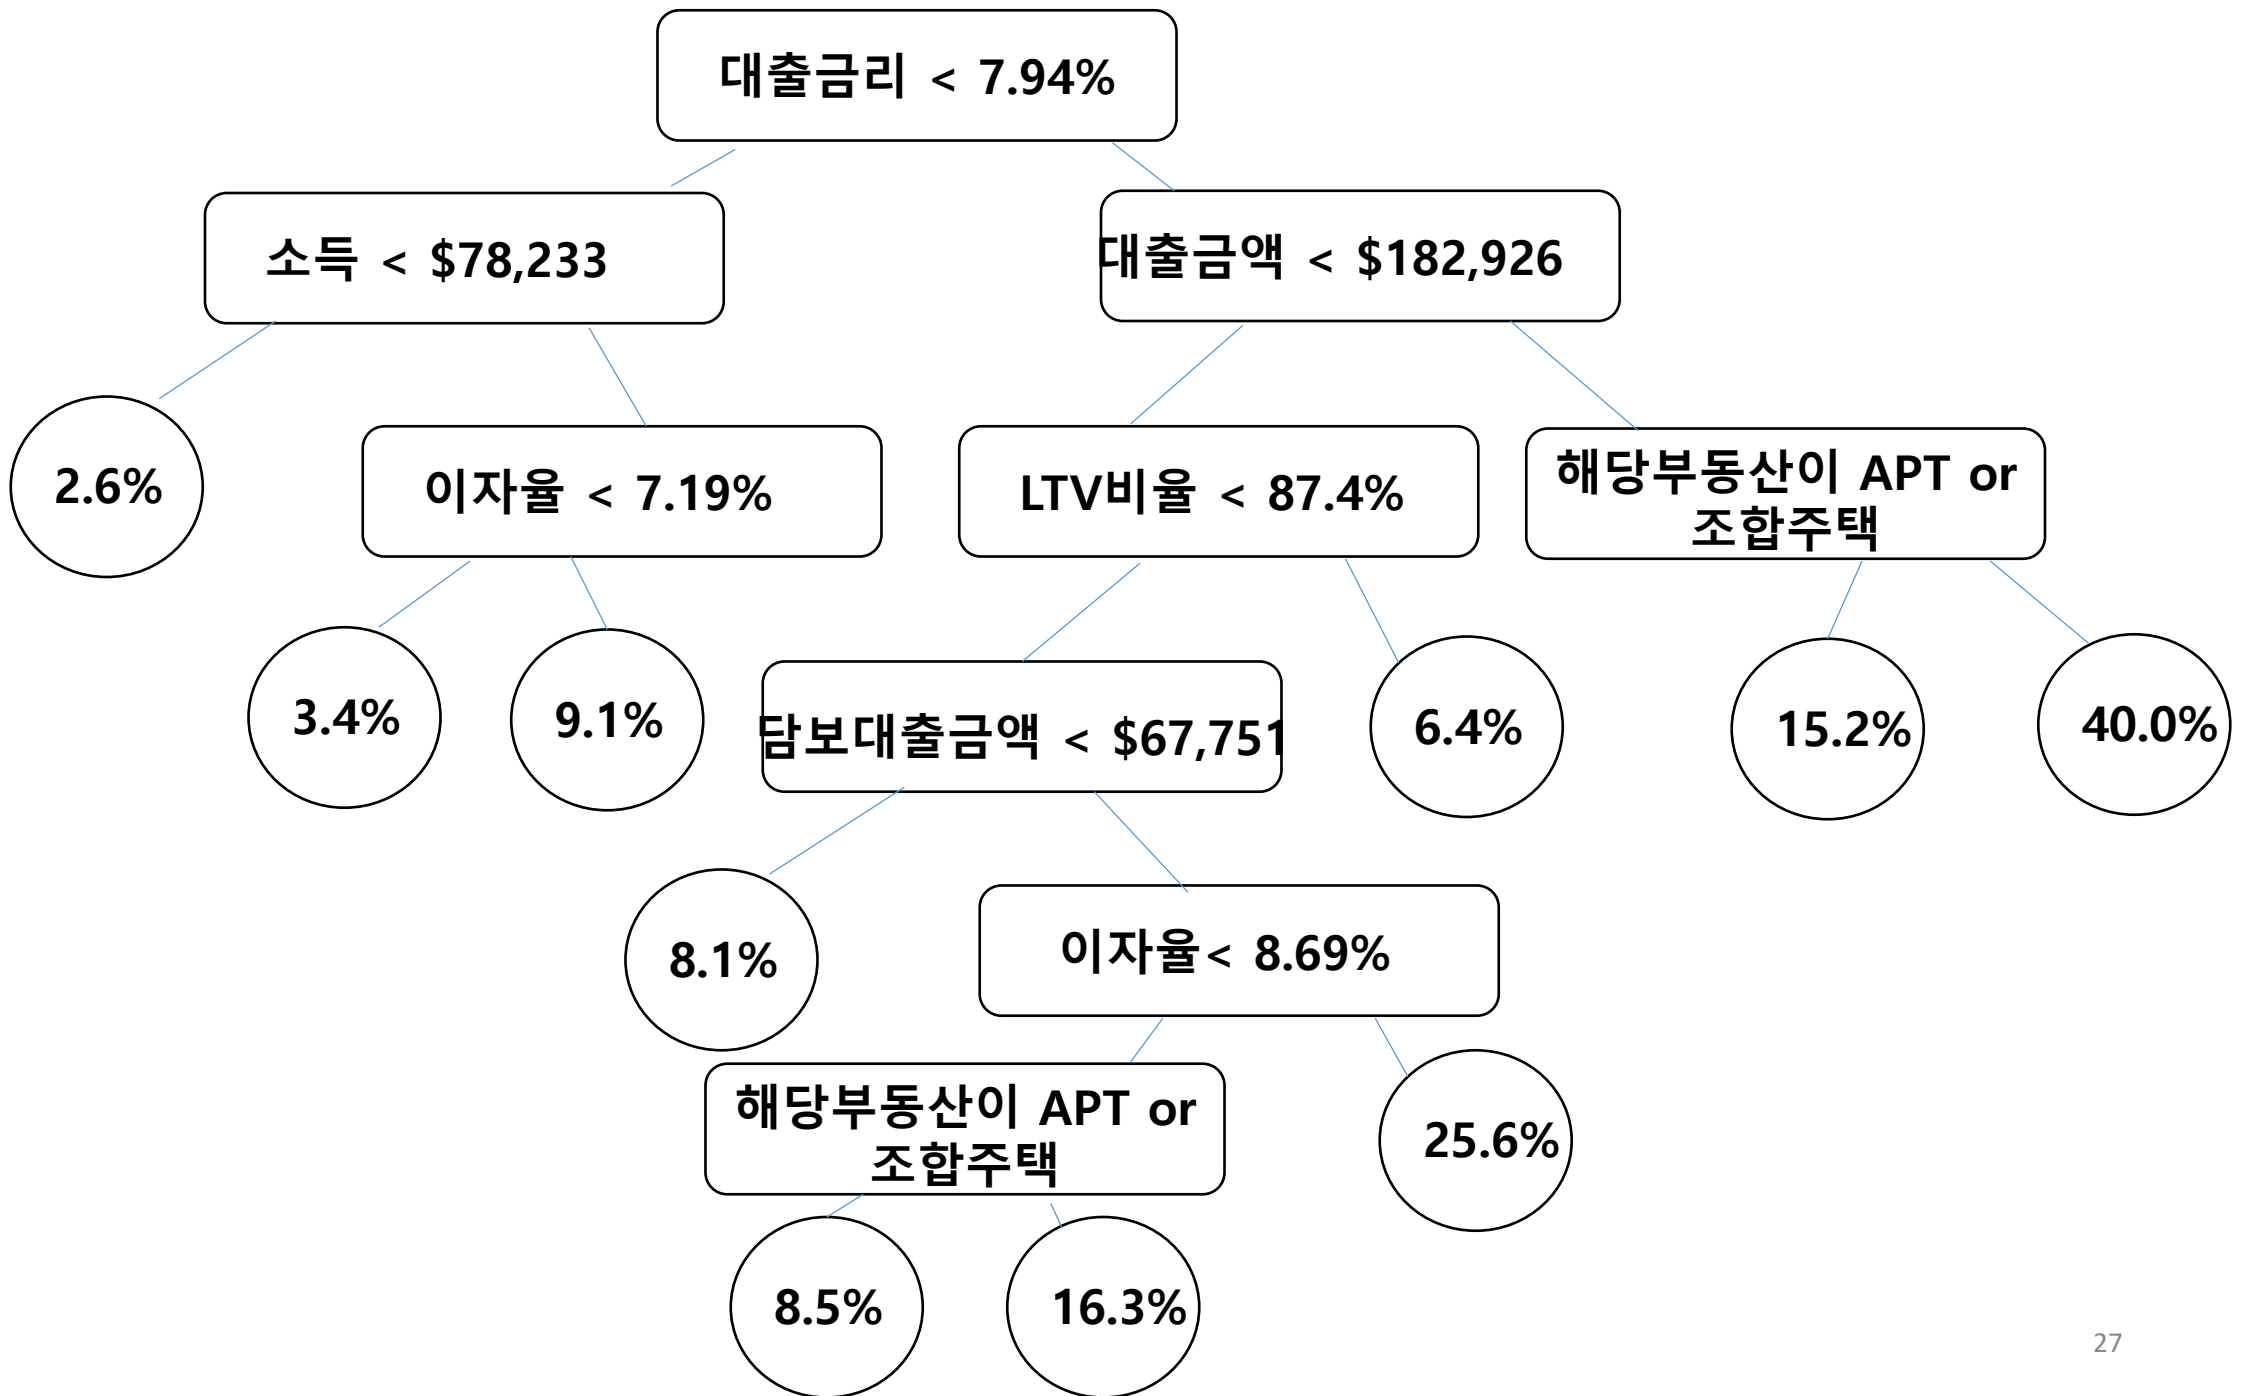 대출금리 < 7.94%
소득 < $78,233
대출금액 < $182,926
2.6%
이자율 < 7.19%
LTV비율 < 87.4%
해당부동산이 APT or
조합주택
3.4%
9.1%
담보대출금액 < $67,751
6.4%
15.2%
40.0%
8.1%
이자율< 8.69%
해당부동산이 APT or
조합주택
25.6%
8.5%
16.3%
27